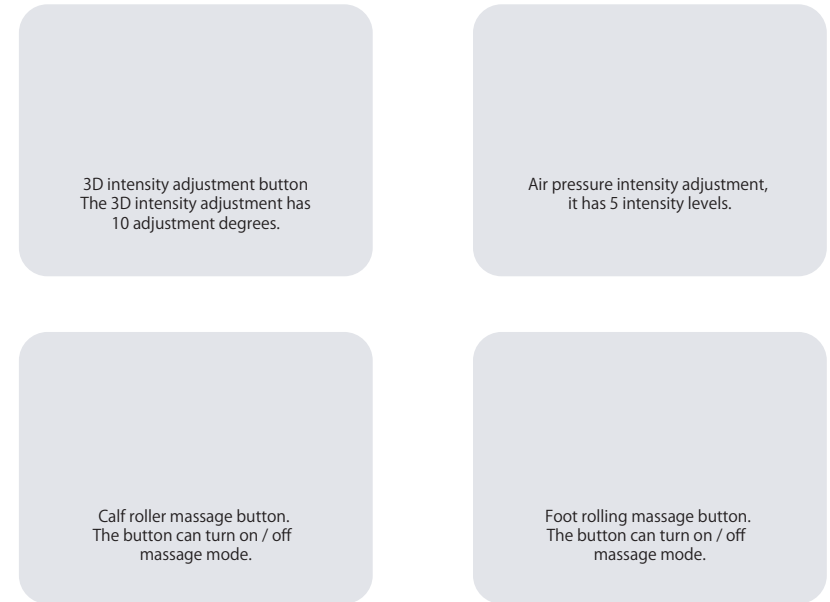 3D intensity adjustment button
The 3D intensity adjustment has
10 adjustment degrees.
Air pressure intensity adjustment,
it has 5 intensity levels.
Calf roller massage button.
The button can turn on / off
massage mode.
Foot rolling massage button.
The button can turn on / off
massage mode.